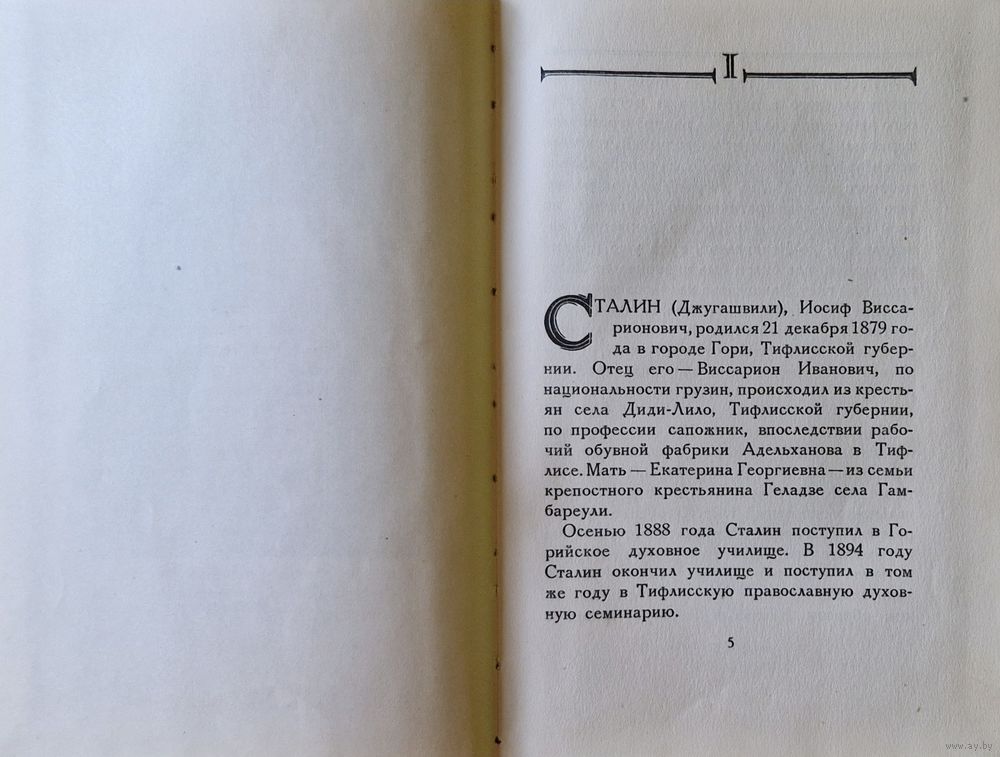 I
СТАЛИН (Джугашвили), Иосиф Висса-
рионович, родился 21 декабря 1879 го-
да в городе Гори, Тифлисской губер-
нии. Отец его — Виссарион Иванович, по
национальности грузин, происходил из кресть-
ян села Диди-Лило, Тифлисской губернии,
по профессии сапожник, впоследствии рабо-
чий обувной фабрики Адельханова в Тиф-
лисе. Мать — Екатерина Георгиевна — из семьи
крепостного крестьянина Геладзе села Гам-
бареули.
Осенью 1888 года Сталин поступил в Го-
рийское духовное училище. В 1894 году
Сталин окончил училище и поступил в том
же году в Тифлисскую православную духов-
ную семинарию.
5
www.ay.by